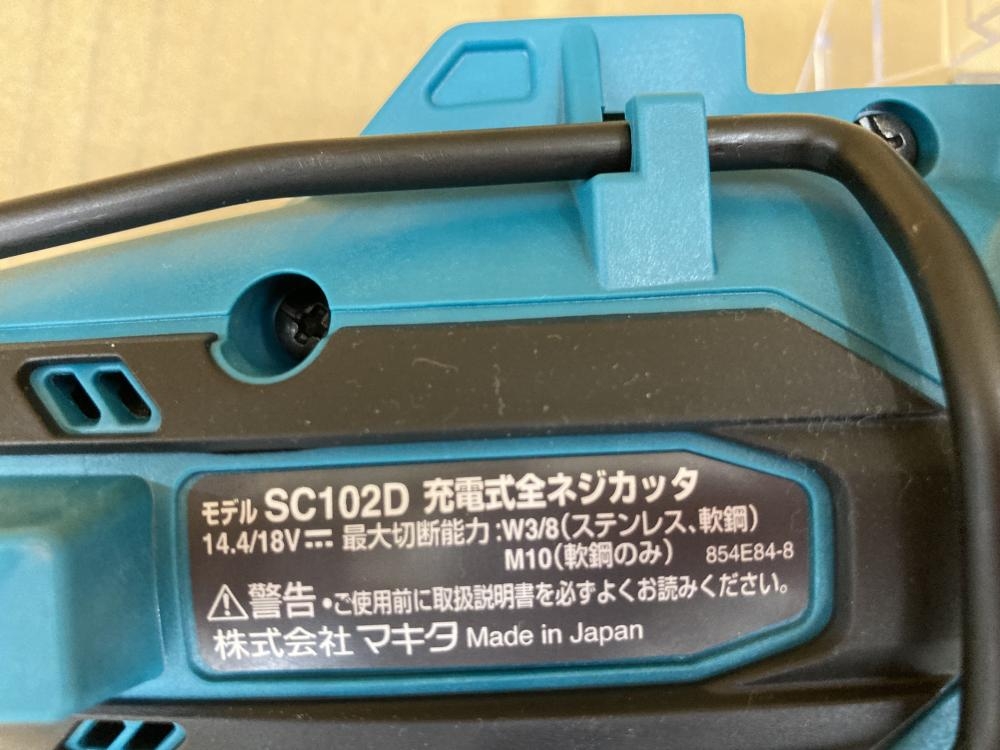 モデル SC102D 充電式全ネジカッタ
14.4/18V⎓ 最大切断能力:W3/8(ステンレス、軟鋼)
M10(軟鋼のみ) 854E84-8
⚠警告・ご使用前に取扱説明書を必ずよくお読みください。
株式会社 マキタ Made in Japan